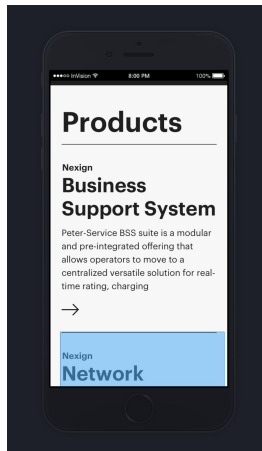 InVision 8:00 PM 100%
Products
Nexign
Business
Support System
Peter-Service BSS suite is a modular
and pre-integrated offering that
allows operators to move to a
centralized versatile solution for real-
time rating, charging
Nexign
Network